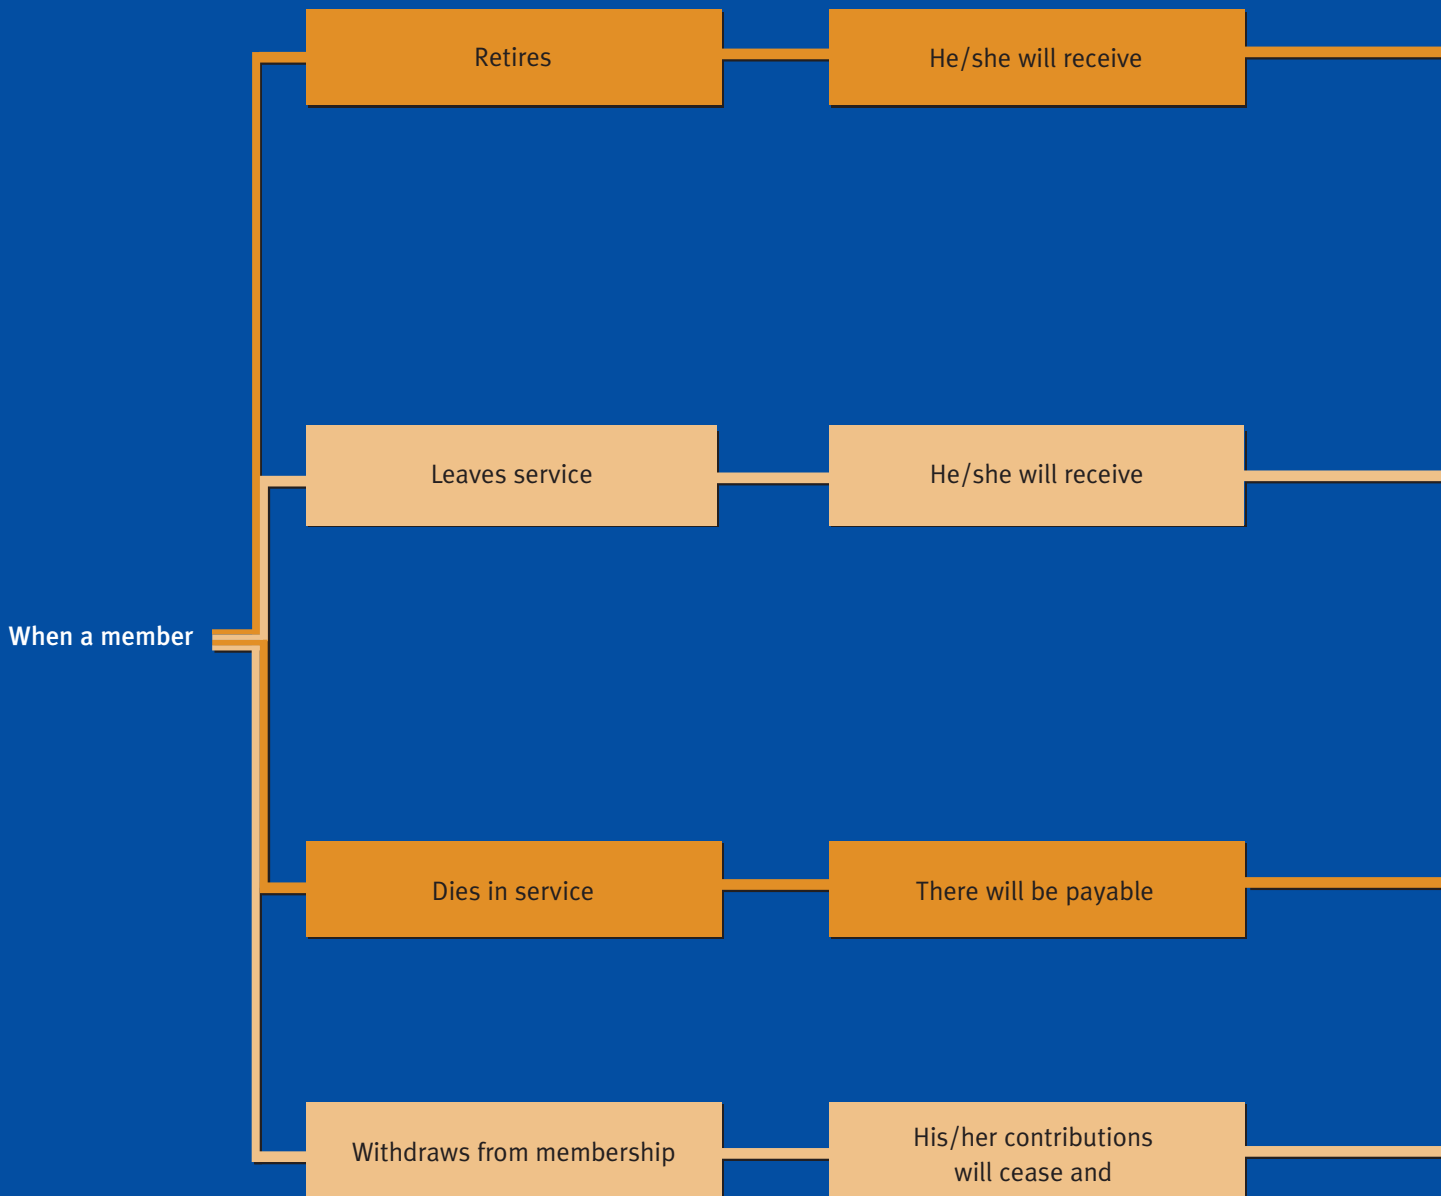 Retires
He/she will receive
Leaves service
He/she will receive
When a member
Dies in service
There will be payable
Withdraws from membership
His/her contributions
will cease and